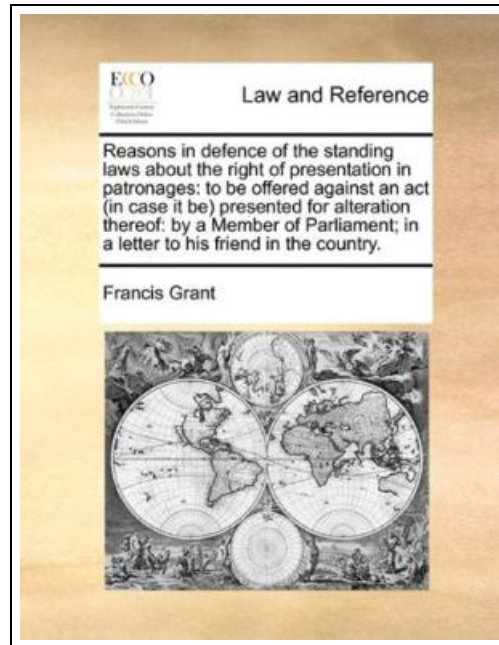 ECCO
Law and Reference
Reasons in defence of the standing
laws about the right of presentation in
patronages: to be offered against an act
(in case it be) presented for alteration
thereof: by a Member of Parliament; in
a letter to his friend in the country.
Francis Grant